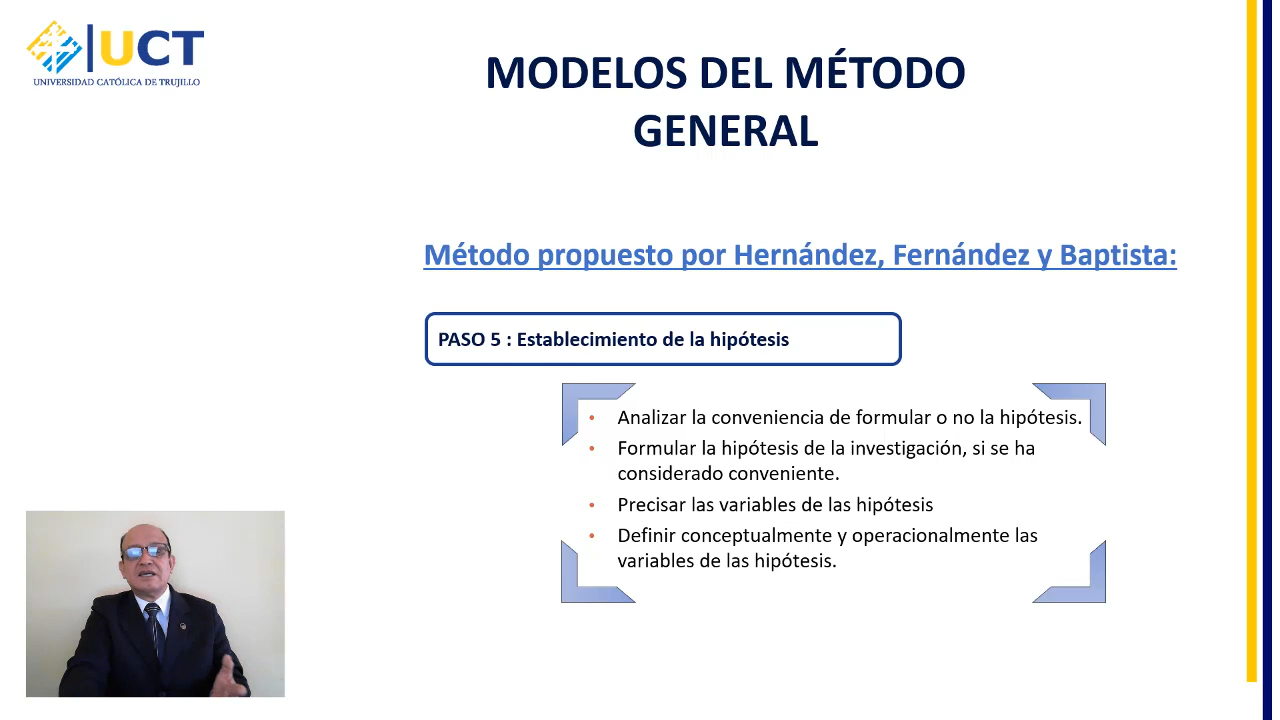 UCT
UNIVERSIDAD CATÓLICA DE TRUJILLO
MODELOS DEL MÉTODO
GENERAL
Método propuesto por Hernández, Fernández y Baptista:
PASO 5 : Establecimiento de la hipótesis
• Analizar la conveniencia de formular o no la hipótesis.
• Formular la hipótesis de la investigación, si se ha
considerado conveniente.
• Precisar las variables de las hipótesis
• Definir conceptualmente y operacionalmente las
variables de las hipótesis.